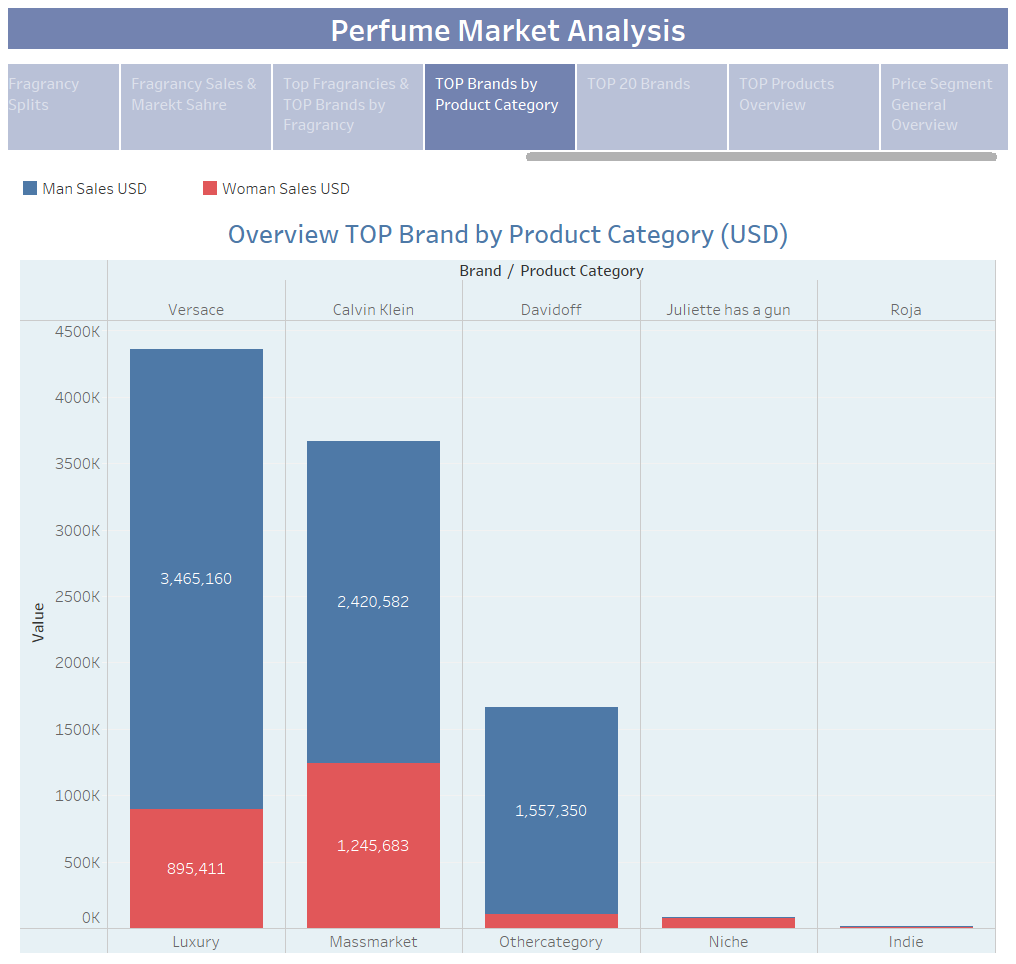 Perfume Market Analysis
Fragrancy
Splits
Fragrancy Sales &
Marekt Sahre
Top Fragrancies &
TOP Brands by
Fragrancy
TOP Brands by
Product Category
TOP 20 Brands
TOP Products
Overview
Price Segment
General
Overview
Man Sales USD
Woman Sales USD
Overview TOP Brand by Product Category (USD)
Brand / Product Category
Versace
Calvin Klein
Davidoff
Juliette has a gun
Roja
Value
4500K
4000K
3500K
3000K
2500K
2000K
1500K
1000K
500K
0K
3,465,160
895,411
2,420,582
1,245,683
1,557,350
Luxury
Massmarket
Othercategory
Niche
Indie